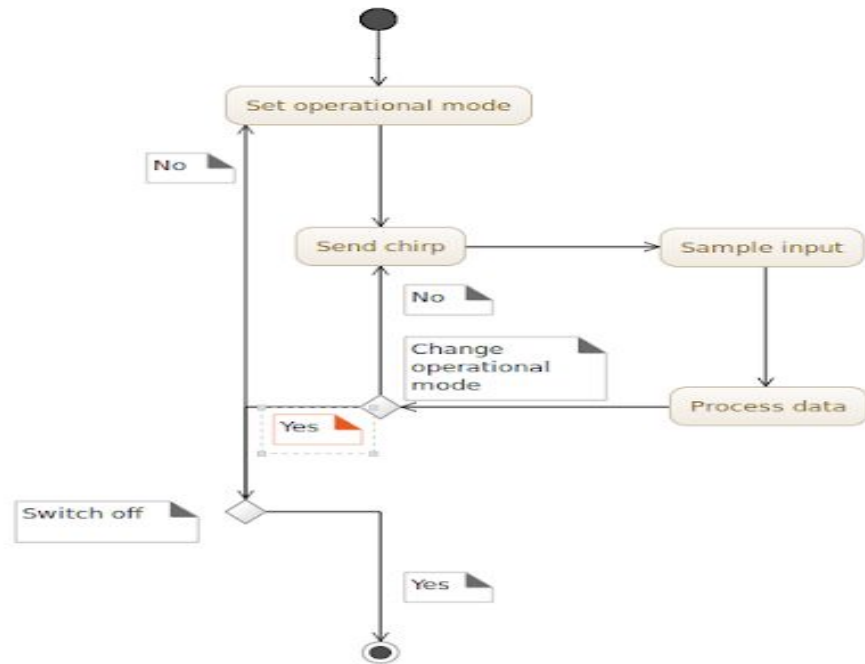 Set operational mode
No
Send chirp
Sample input
No
Change
operational
mode
Process data
Yes
Switch off
Yes